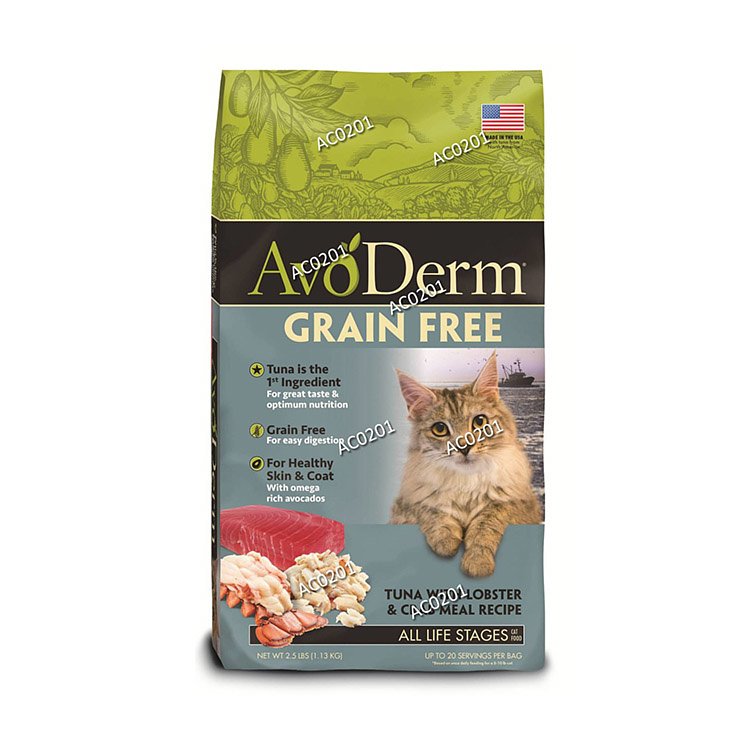 AC0201
AC0201
MADE IN THE USA
AVODERM®
AC0201
AC0201
GRAIN FREE
Tuna is the
1st Ingredient
For great taste &
optimum nutrition
Grain Free
For easy digestion
AC0201
AC0201
For Healthy
Skin & Coat
With omega
rich avocados
AC0201
TUNA WITH LOBSTER
& CRAB MEAL RECIPE
AC0201
ALL LIFE STAGES CAT FOOD
NET WT 2.5 LBS (1.13 KG)
UP TO 20 SERVINGS PER BAG*